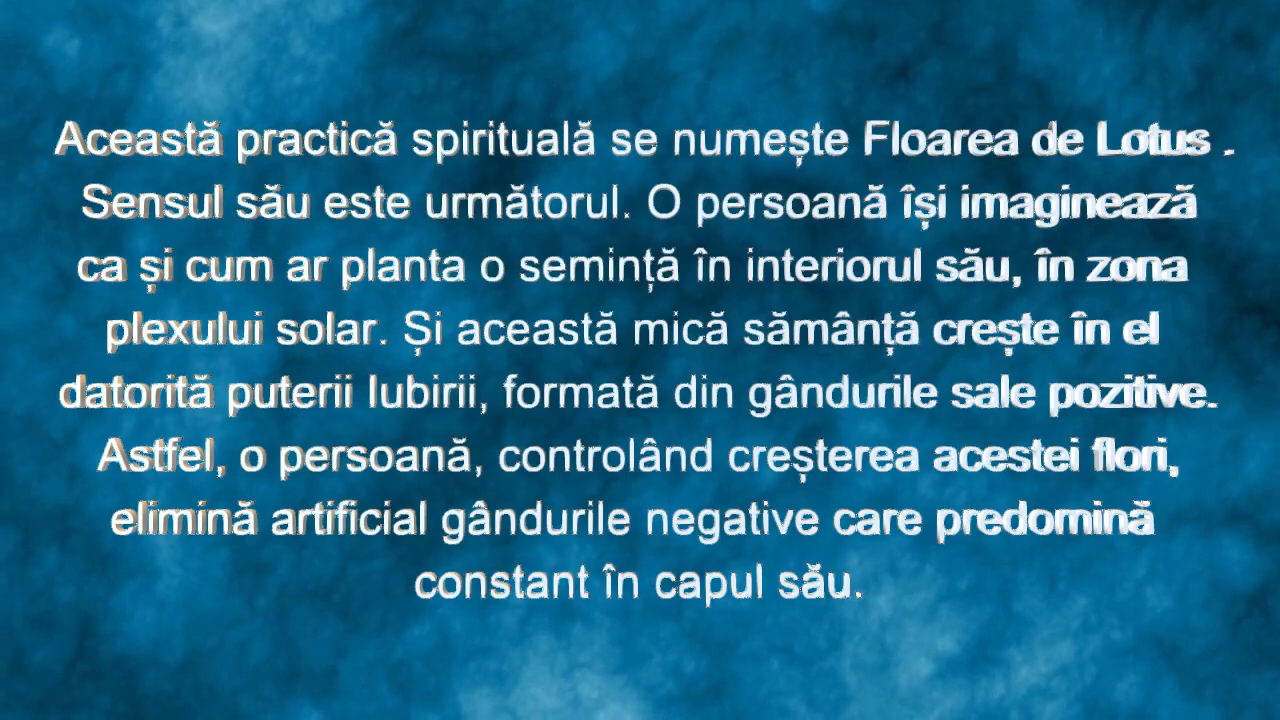 Această practică spirituală se numește Floarea de Lotus .
Sensul său este următorul. O persoană își imaginează
ca și cum ar planta o semință în interiorul său, în zona
plexului solar. Și această mică sămânță crește în el
datorită puterii Iubirii, formată din gândurile sale pozitive.
Astfel, o persoană, controlând creșterea acestei flori,
elimină artificial gândurile negative care predomină
constant în capul său.